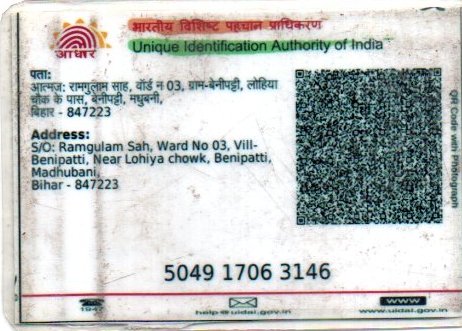 भारतीय विशिष्ट पहचान प्राधिकरण
Unique Identification Authority of India
आधार
पता:
आत्मज: रामगुलाम साह, वॉर्ड न 03, ग्राम-बेनीपट्टी, लोहिया
चौक के पास, बेनीपट्टी, मधुबनी,
बिहार - 847223
Address:
S/O: Ramgulam Sah, Ward No 03, Vill-
Benipatti, Near Lohiya chowk, Benipatti,
Madhubani,
Bihar - 847223
QR Code with Photograph
5049 1706 3146
1947
help@uidai.gov.in
www
www.uidai.gov.in